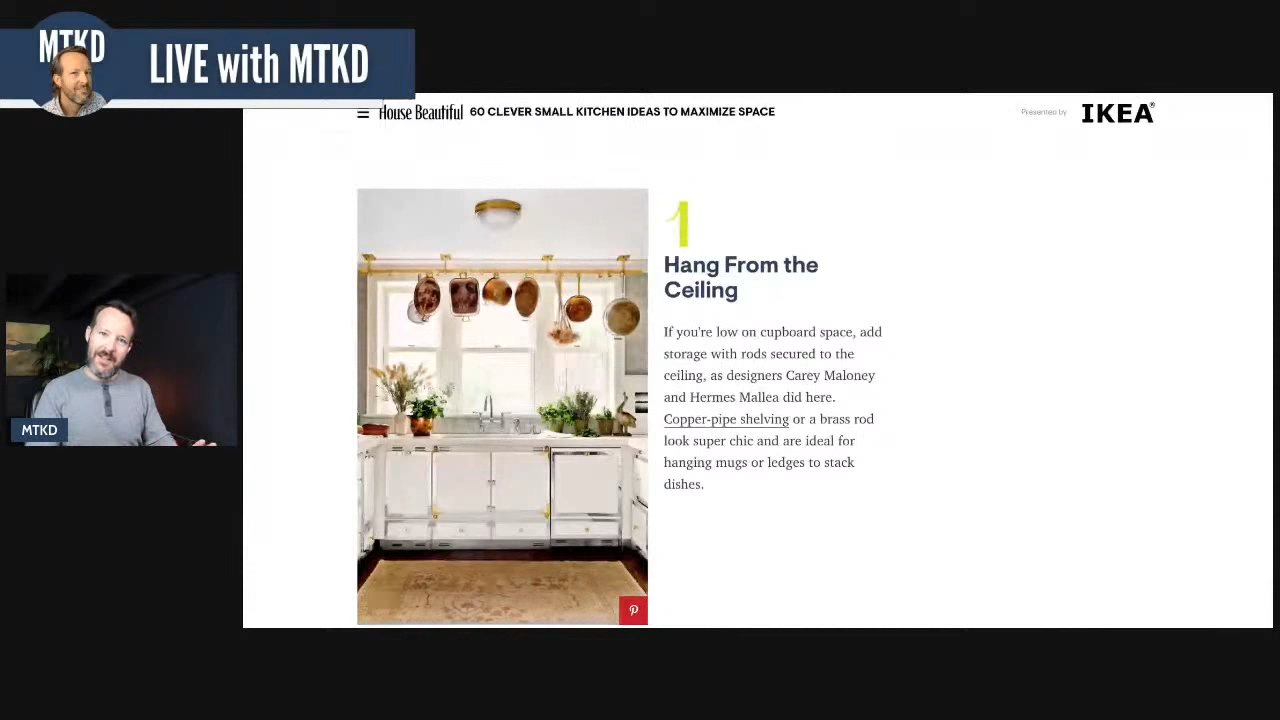 MTKD
LIVE with MTKD
House Beautiful 60 CLEVER SMALL KITCHEN IDEAS TO MAXIMIZE SPACE
Presented by IKEA®
1
Hang From the
Ceiling
If you're low on cupboard space, add
storage with rods secured to the
ceiling, as designers Carey Maloney
and Hermes Mallea did here.
Copper-pipe shelving or a brass rod
look super chic and are ideal for
hanging mugs or ledges to stack
dishes.
MTKD